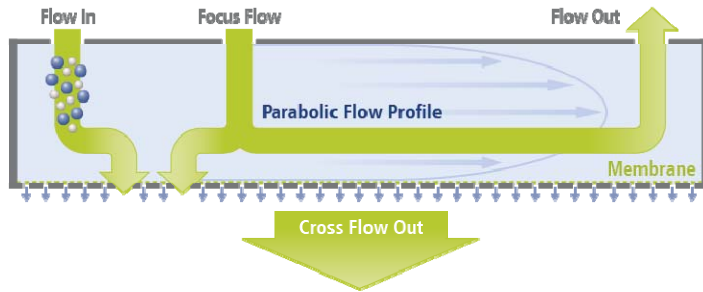 Flow In
Focus Flow
Flow Out
Parabolic Flow Profile
Membrane
Cross Flow Out